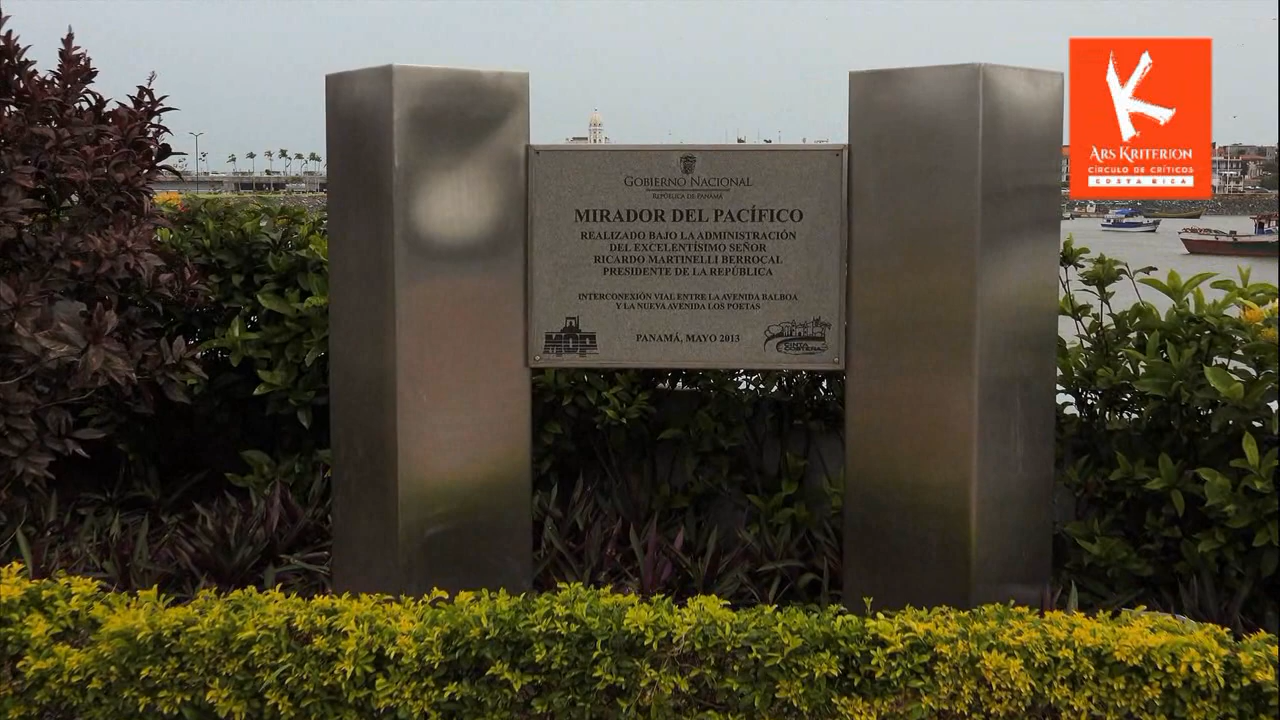 GOBIERNO NACIONAL
REPÚBLICA DE PANAMÁ
MIRADOR DEL PACÍFICO
REALIZADO BAJO LA ADMINISTRACIÓN
DEL EXCELENTÍSIMO SEÑOR
RICARDO MARTINELLI BERROCAL
PRESIDENTE DE LA REPÚBLICA
INTERCONEXIÓN VIAL ENTRE LA AVENIDA BALBOA
Y LA NUEVA AVENIDA LOS POETAS
MOP
PANAMÁ, MAYO 2013
CINTA
COSTERA
K
ARS KRITERION
CÍRCULO DE CRÍTICOS
COSTA RICA